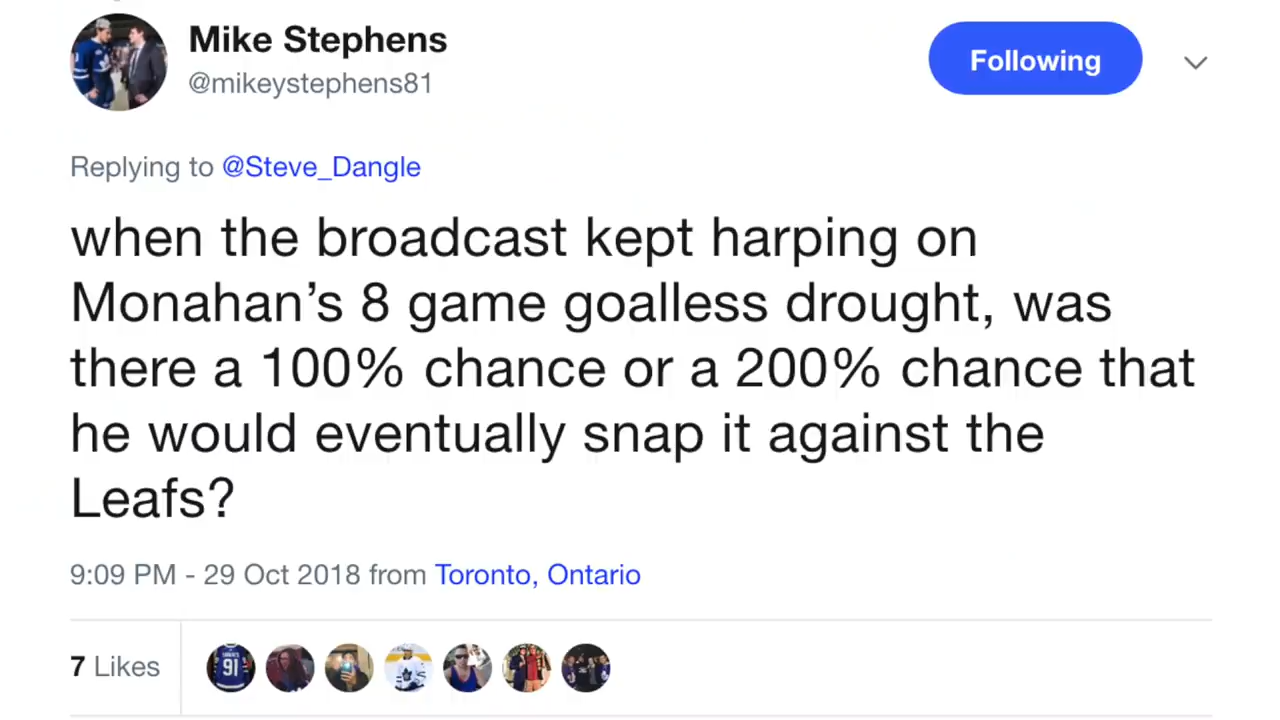 Mike Stephens
@mikeystephens81
Following
Replying to @Steve_Dangle
when the broadcast kept harping on
Monahan’s 8 game goalless drought, was
there a 100% chance or a 200% chance that
he would eventually snap it against the
Leafs?
9:09 PM - 29 Oct 2018 from Toronto, Ontario
7 Likes
91